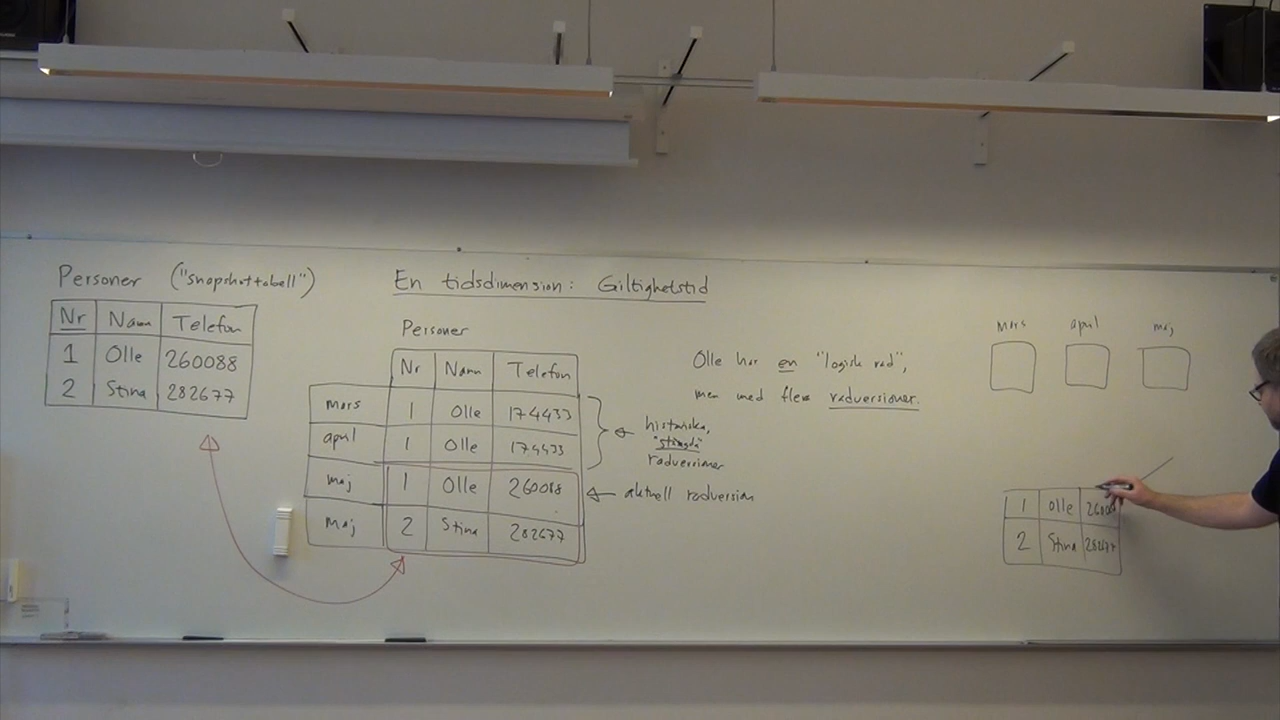 Personer ("snapshottabell")
Nr Namn Telefon
1 Olle 260088
2 Stina 282677
En tidsdimension: Giltighetstid
Personer
Nr Namn Telefon
mars 1 Olle 174433
april 1 Olle 174433
maj 1 Olle 260088
maj 2 Stina 282677
historiska,
"stängda"
radversioner
aktuell radversion
Olle har en "logisk rad",
men med flera radversioner.
mars april maj
1 Olle 26008
2 Stina 282677